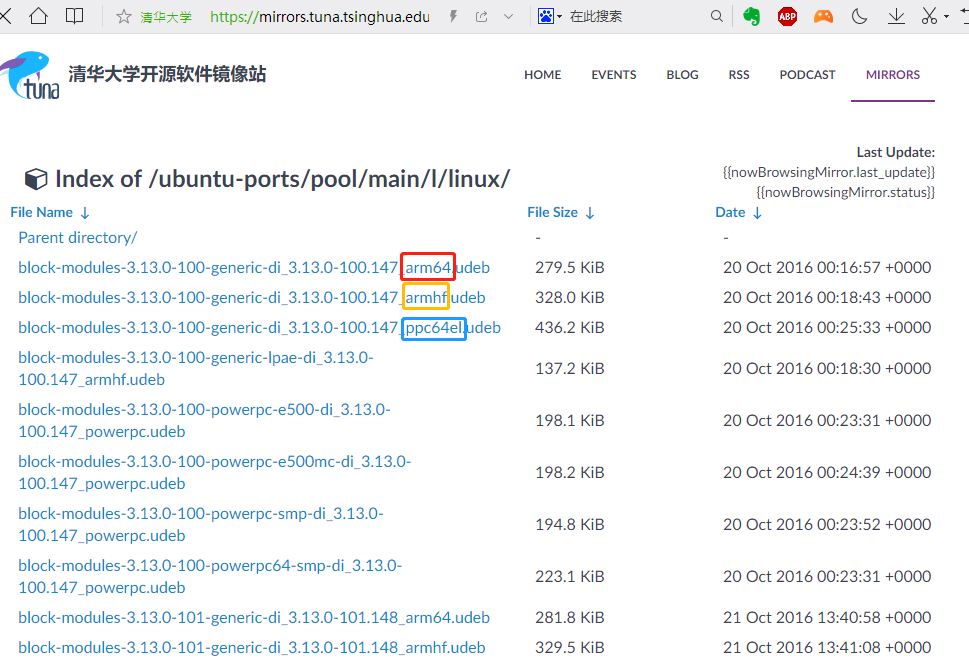 清华大学 https://mirrors.tuna.tsinghua.edu 在此搜索 ABP
tuna 清华大学开源软件镜像站 HOME EVENTS BLOG RSS PODCAST MIRRORS
Last Update:
Index of /ubuntu-ports/pool/main/l/linux/ {{nowBrowsingMirror.last_update}}
{{nowBrowsingMirror.status}}
File Name ↓ File Size ↓ Date ↓
Parent directory/ - -
block-modules-3.13.0-100-generic-di_3.13.0-100.147_arm64.udeb 279.5 KiB 20 Oct 2016 00:16:57 +0000
block-modules-3.13.0-100-generic-di_3.13.0-100.147_armhf.udeb 328.0 KiB 20 Oct 2016 00:18:43 +0000
block-modules-3.13.0-100-generic-di_3.13.0-100.147_ppc64el.udeb 436.2 KiB 20 Oct 2016 00:25:33 +0000
block-modules-3.13.0-100-generic-lpae-di_3.13.0-
100.147_armhf.udeb 137.2 KiB 20 Oct 2016 00:18:30 +0000
block-modules-3.13.0-100-powerpc-e500-di_3.13.0-
100.147_powerpc.udeb 198.1 KiB 20 Oct 2016 00:23:31 +0000
block-modules-3.13.0-100-powerpc-e500mc-di_3.13.0-
100.147_powerpc.udeb 198.2 KiB 20 Oct 2016 00:24:39 +0000
block-modules-3.13.0-100-powerpc-smp-di_3.13.0-
100.147_powerpc.udeb 194.8 KiB 20 Oct 2016 00:23:52 +0000
block-modules-3.13.0-100-powerpc64-smp-di_3.13.0-
100.147_powerpc.udeb 223.1 KiB 20 Oct 2016 00:23:31 +0000
block-modules-3.13.0-101-generic-di_3.13.0-101.148_arm64.udeb 281.8 KiB 21 Oct 2016 13:40:58 +0000
block-modules-3.13.0-101-generic-di_3.13.0-101.148_armhf.udeb 329.5 KiB 21 Oct 2016 13:41:08 +0000